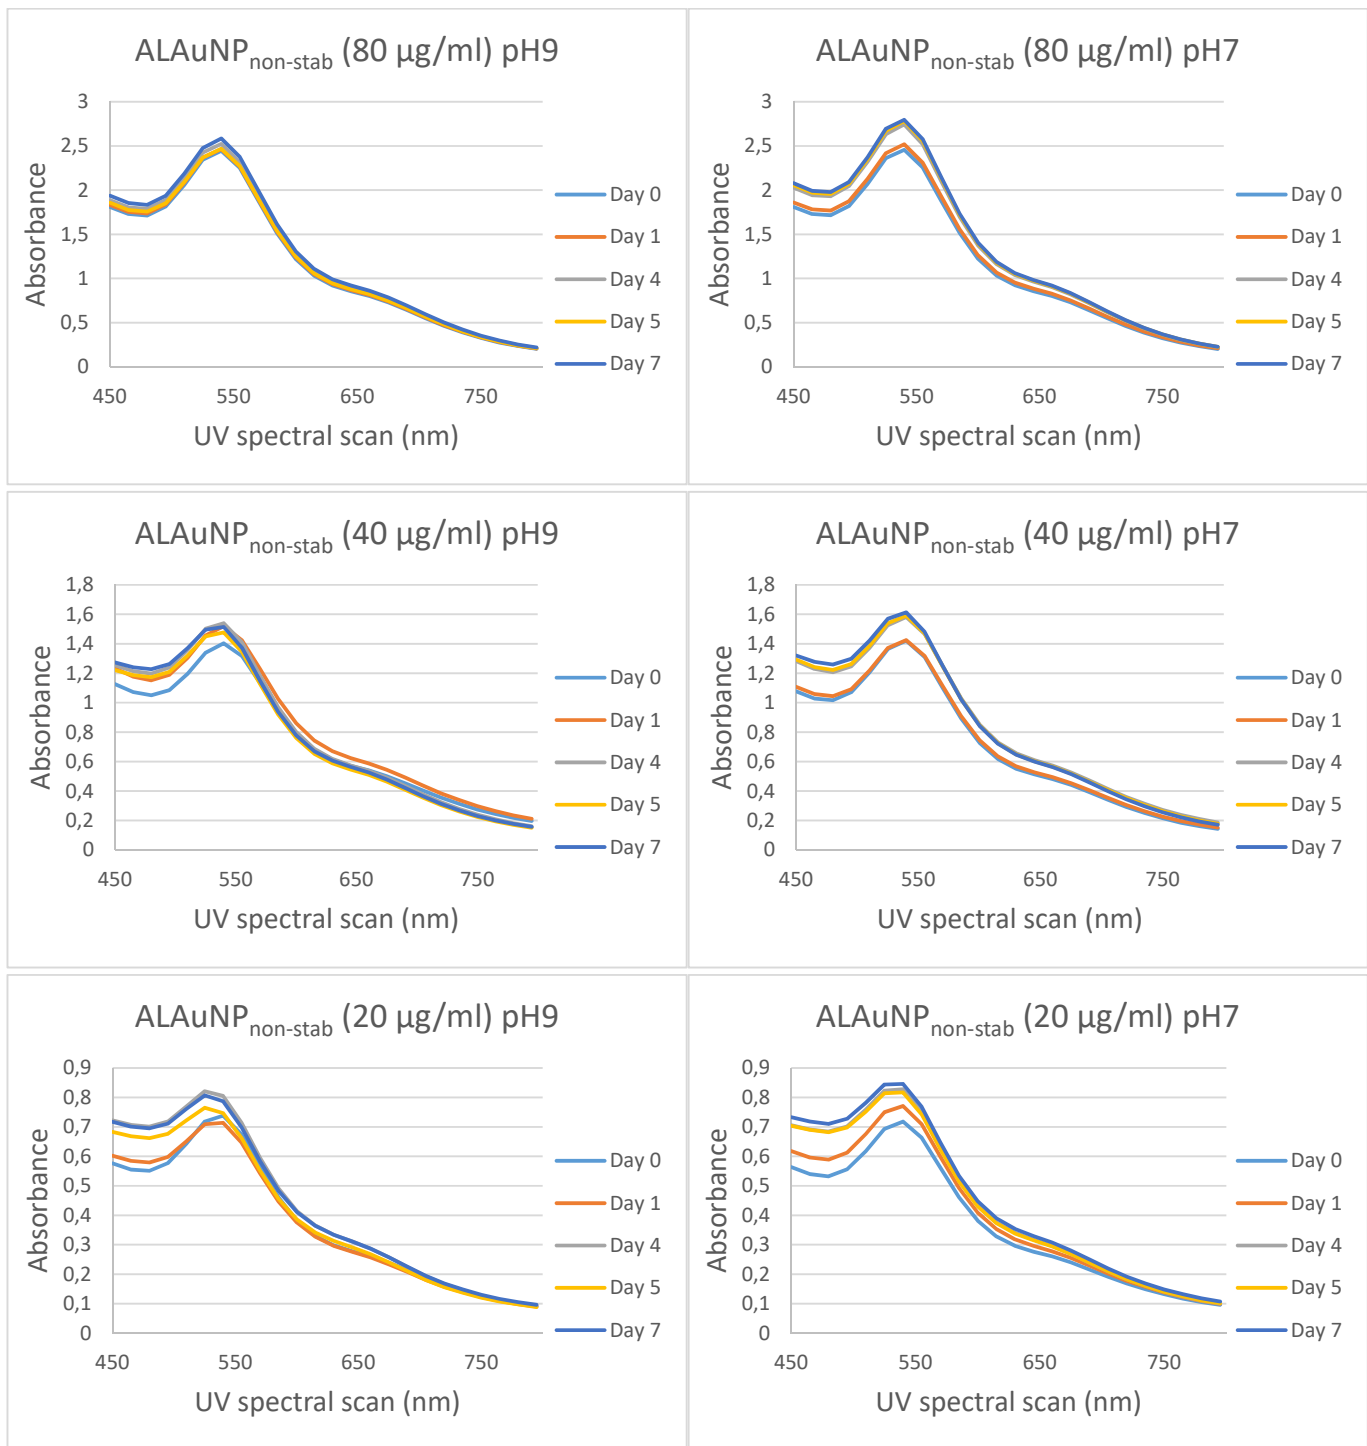 ALAuNPnon-stab (80 µg/ml) pH9
3
2,5
2
1,5
1
0,5
0
Absorbance
450 550 650 750
UV spectral scan (nm)
Day 0
Day 1
Day 4
Day 5
Day 7
ALAuNPnon-stab (80 µg/ml) pH7
3
2,5
2
1,5
1
0,5
0
Absorbance
450 550 650 750
UV spectral scan (nm)
Day 0
Day 1
Day 4
Day 5
Day 7
ALAuNPnon-stab (40 µg/ml) pH9
1,8
1,6
1,4
1,2
1
0,8
0,6
0,4
0,2
0
Absorbance
450 550 650 750
UV spectral scan (nm)
Day 0
Day 1
Day 4
Day 5
Day 7
ALAuNPnon-stab (40 µg/ml) pH7
1,8
1,6
1,4
1,2
1
0,8
0,6
0,4
0,2
0
Absorbance
450 550 650 750
UV spectral scan (nm)
Day 0
Day 1
Day 4
Day 5
Day 7
ALAuNPnon-stab (20 µg/ml) pH9
0,9
0,8
0,7
0,6
0,5
0,4
0,3
0,2
0,1
0
Absorbance
450 550 650 750
UV spectral scan (nm)
Day 0
Day 1
Day 4
Day 5
Day 7
ALAuNPnon-stab (20 µg/ml) pH7
0,9
0,8
0,7
0,6
0,5
0,4
0,3
0,2
0,1
0
Absorbance
450 550 650 750
UV spectral scan (nm)
Day 0
Day 1
Day 4
Day 5
Day 7